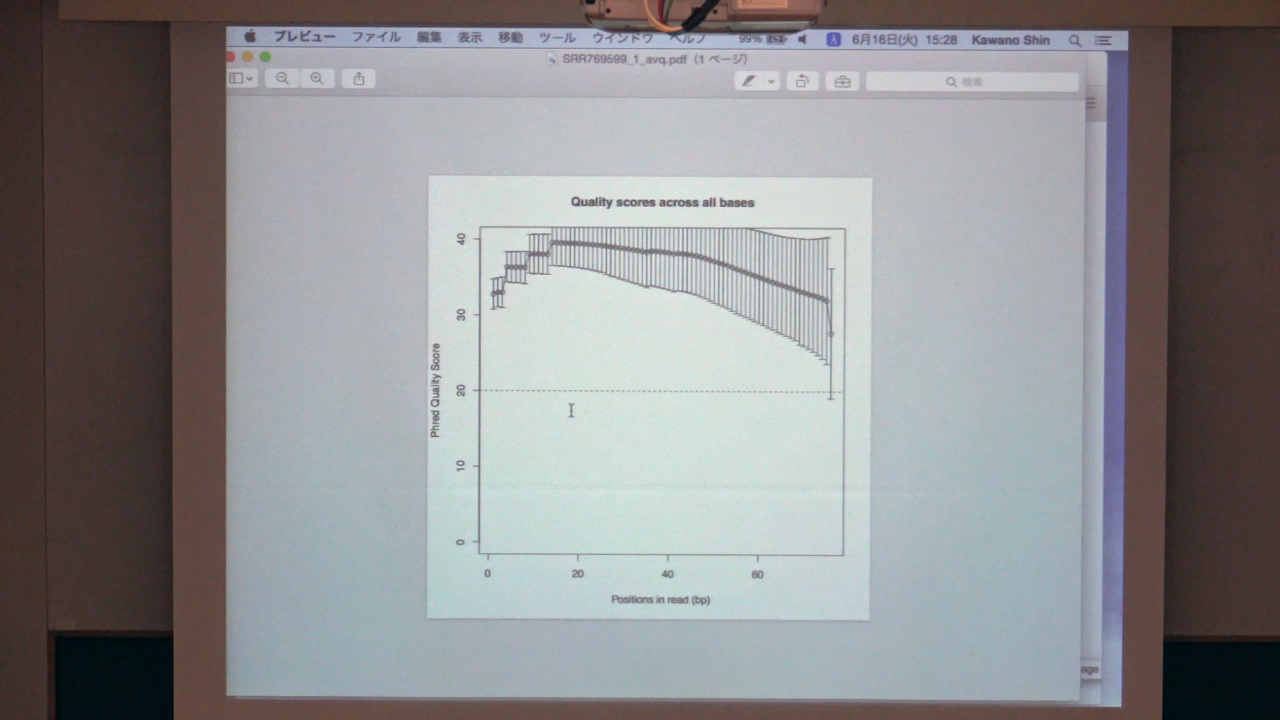 プレビュー ファイル 編集 表示 移動 ツール ウインドウ ヘルプ 99% 6月16日(火) 15:28 Kawano Shin
SRR769599_1_avq.pdf (1 ページ)
検索
Quality scores across all bases
Phred Quality Score
40
30
20
10
0
0 20 40 60
Positions in read (bp)
age